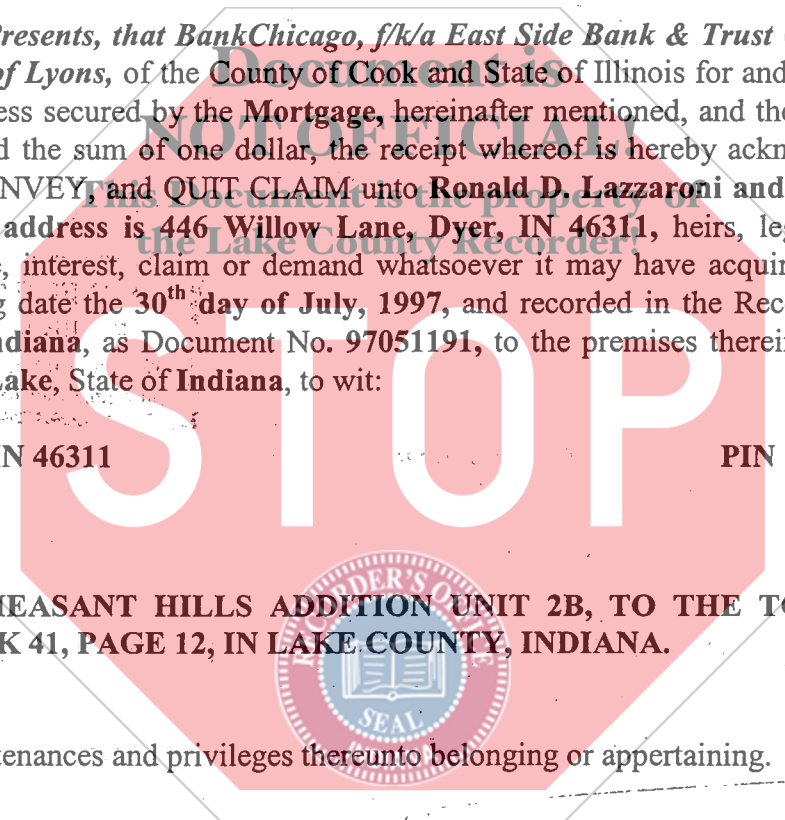 Presents, that BankChicago, f/k/a East Side Bank & Trust
of Lyons, of the County of Cook and State of Illinois for and
ess secured by the Mortgage, hereinafter mentioned, and the
d the sum of one dollar, the receipt whereof is hereby ackn
NVEY, and QUIT CLAIM unto Ronald D. Lazzaroni and
address is 446 Willow Lane, Dyer, IN 46311, heirs, leg
, interest, claim or demand whatsoever it may have acquir
g date the 30th day of July, 1997, and recorded in the Rec
ndiana, as Document No. 97051191, to the premises therein
Lake, State of Indiana, to wit:
IN 46311 PIN
HEASANT HILLS ADDITION UNIT 2B, TO THE TO
K 41, PAGE 12, IN LAKE COUNTY, INDIANA.
tenances and privileges thereunto belonging or appertaining.
Document is
NOT OFFICIAL!
This Document is the property of
the Lake County Recorder!
STOP
RECORDER'S OFFICE
SEAL
INDIANA